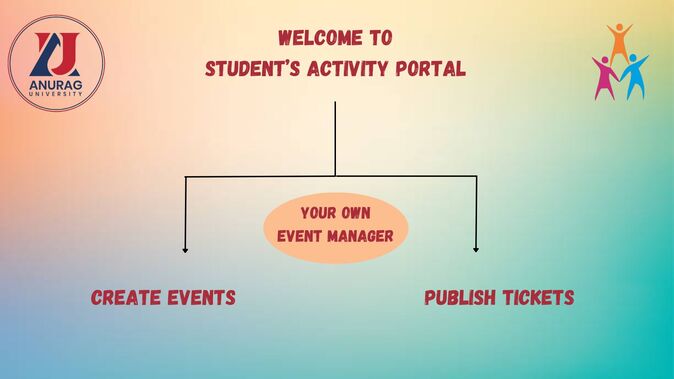 ANURAG
UNIVERSITY
WELCOME TO
STUDENT'S ACTIVITY PORTAL
YOUR OWN
EVENT MANAGER
CREATE EVENTS
PUBLISH TICKETS